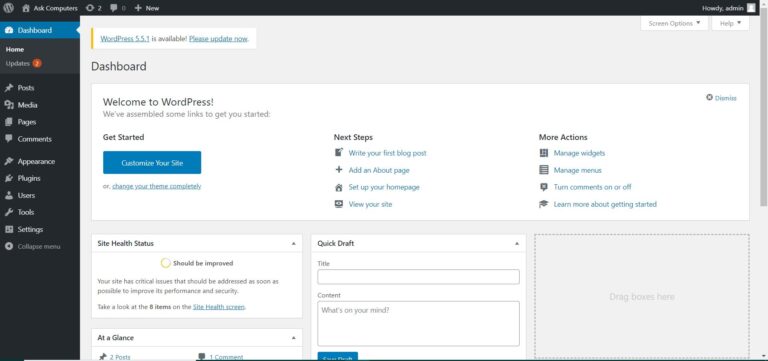 Ask Computers 2 0 New Howdy, admin
Dashboard
Home
Updates 2
Posts
Media
Pages
Comments
Appearance
Plugins
Users
Tools
Settings
Collapse menu
Screen Options Help
WordPress 5.5.1 is available! Please update now.
Dashboard
Welcome to WordPress!
Dismiss
We've assembled some links to get you started:
Get Started
Customize Your Site
or, change your theme completely
Next Steps
Write your first blog post
Add an About page
Set up your homepage
View your site
More Actions
Manage widgets
Manage menus
Turn comments on or off
Learn more about getting started
Site Health Status
Should be improved
Your site has critical issues that should be addressed as soon as
possible to improve its performance and security.
Take a look at the 8 items on the Site Health screen.
At a Glance
2 Posts 1 Comment
Quick Draft
Title
Content
What's on your mind?
Save Draft
Drag boxes here